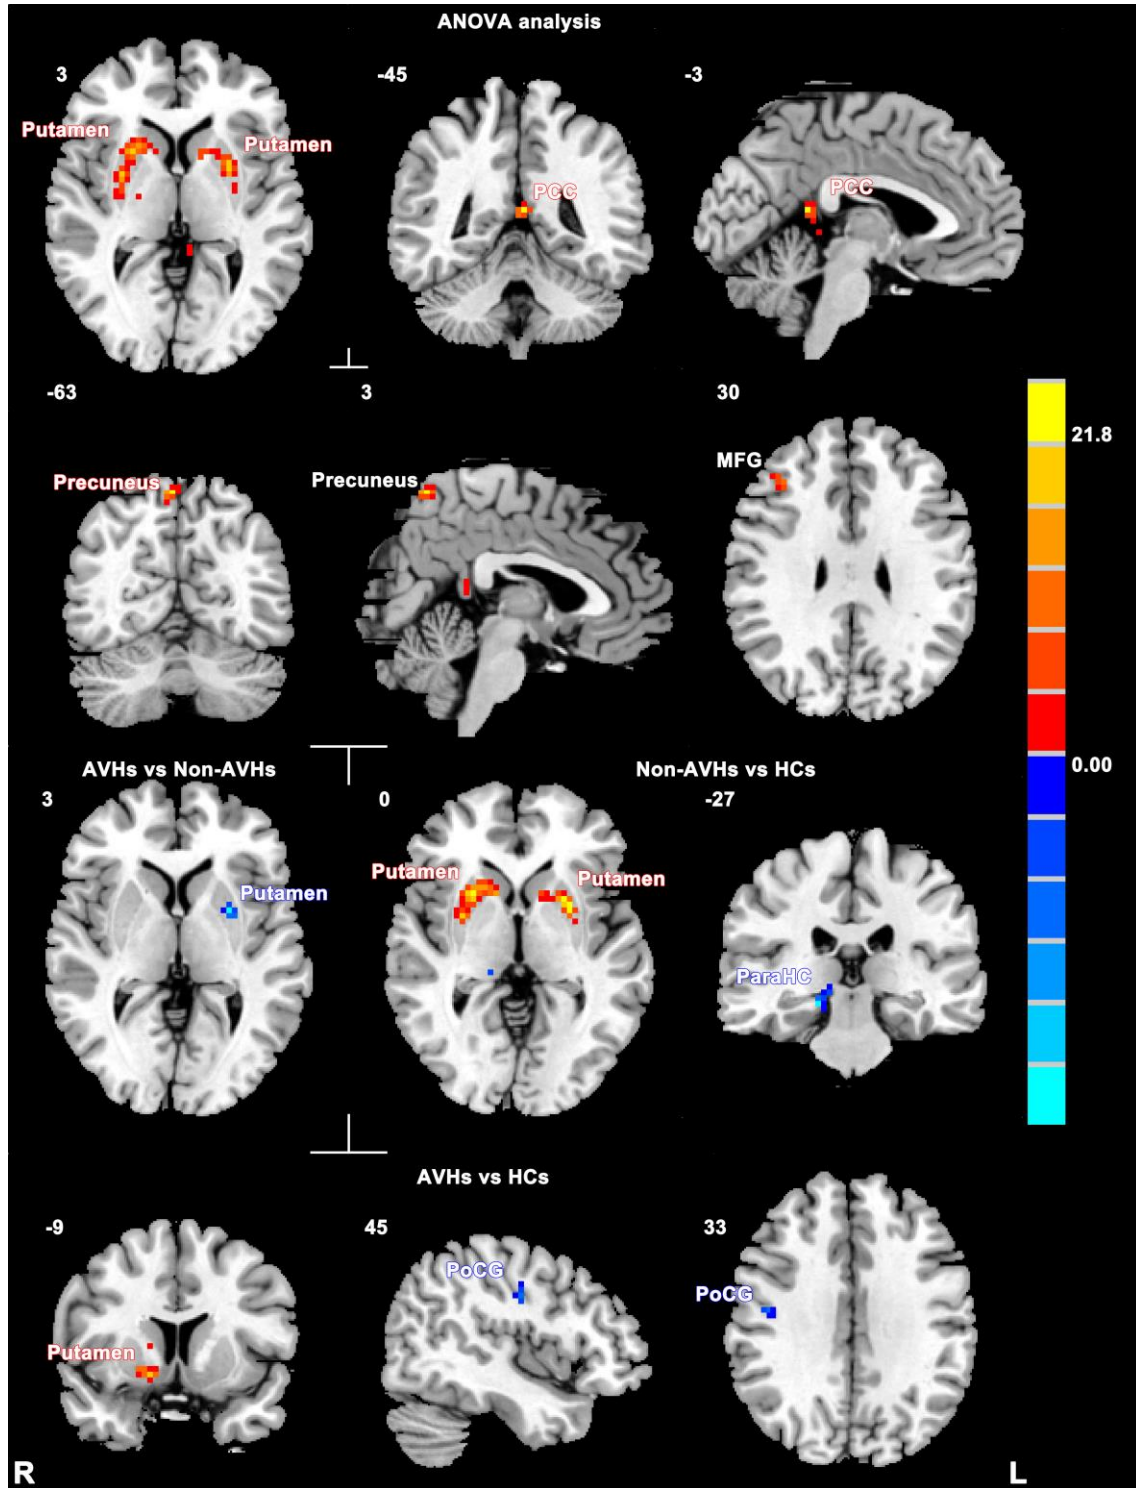 ANOVA analysis
3
-45
-3
Putamen
Putamen
PCC
PCC
-63
3
30
21.8
Precuneus
Precuneus
MFG
0.00
AVHs vs Non-AVHs
Non-AVHs vs HCs
3
0
-27
Putamen
Putamen
Putamen
ParaHC
AVHs vs HCs
-9
45
33
PoCG
PoCG
Putamen
R
L